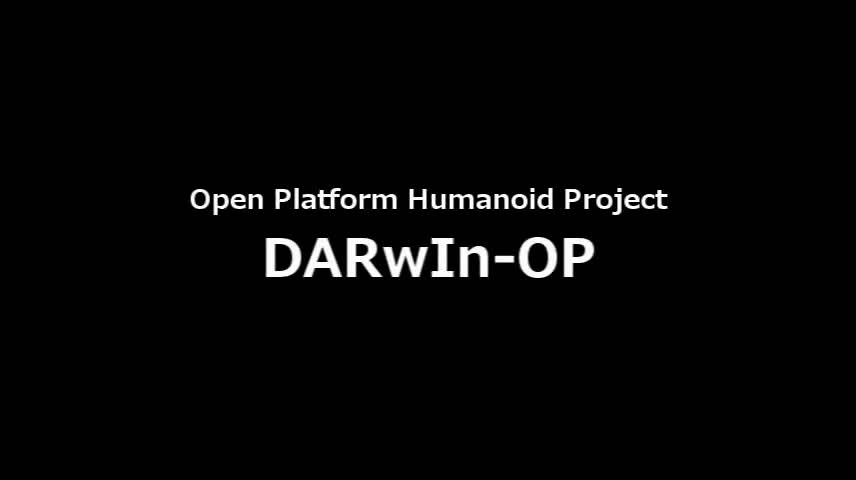 Open Platform Humanoid Project
DARwIn-OP